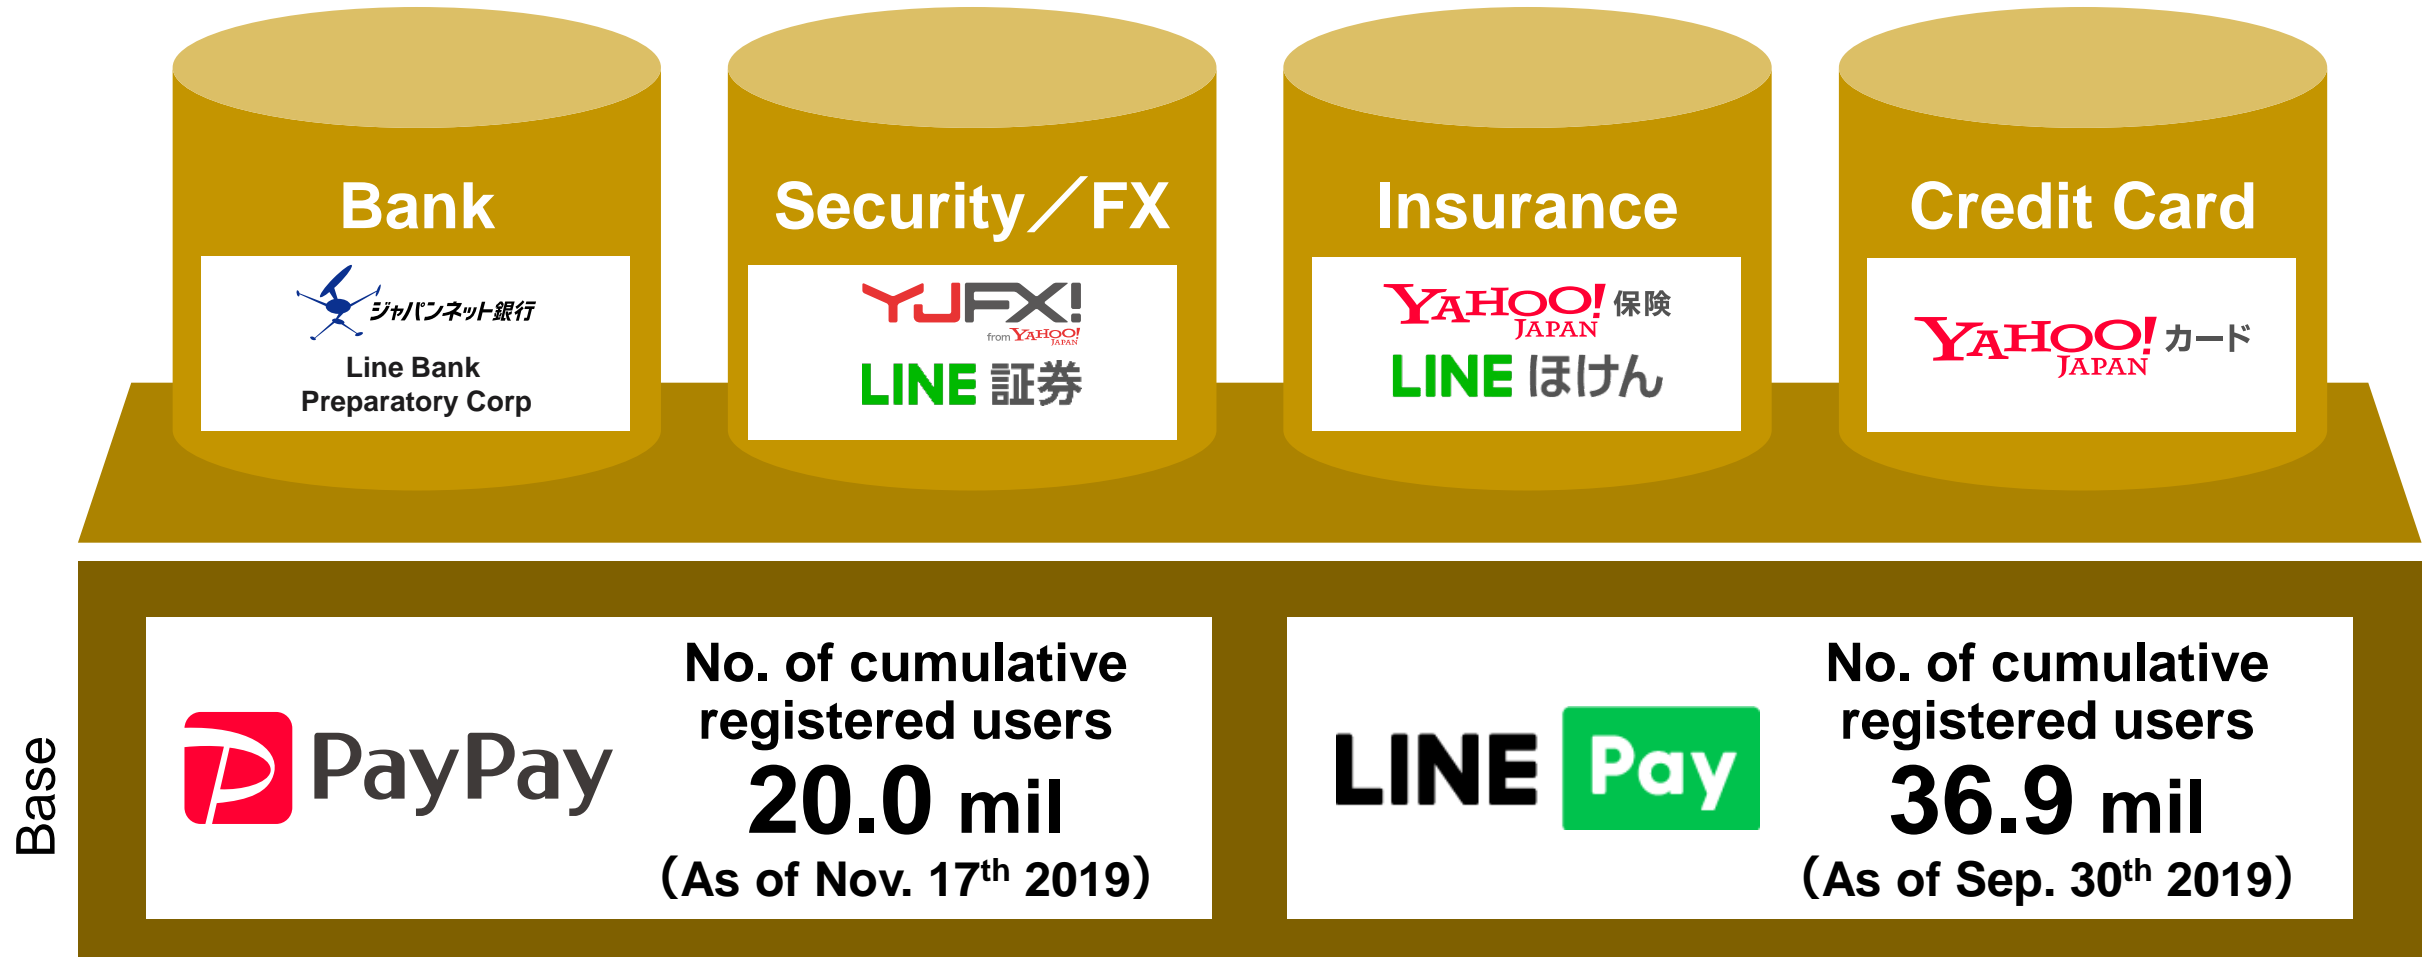 Bank
ジャパンネット銀行
Line Bank
Preparatory Corp
Security／FX
YJFX!
from YAHOO!
JAPAN
LINE 証券
Insurance
YAHOO! 保険
JAPAN
LINE ほけん
Credit Card
YAHOO! カード
JAPAN
Base
PayPay
No. of cumulative
registered users
20.0 mil
（As of Nov. 17th 2019）
LINE Pay
No. of cumulative
registered users
36.9 mil
（As of Sep. 30th 2019）